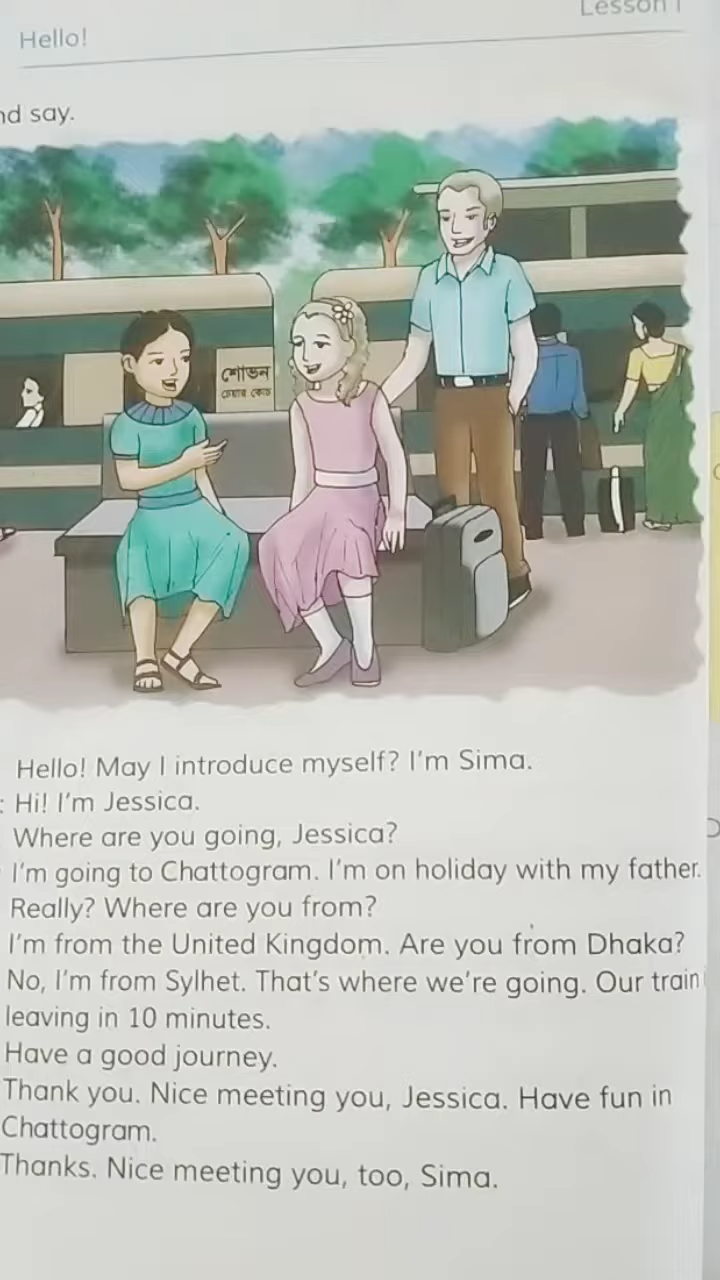 Lesson 1
Hello!
nd say.
শোভন
চেয়ার কোচ
Hello! May I introduce myself? I'm Sima.
: Hi! I'm Jessica.
Where are you going, Jessica?
I'm going to Chattogram. I'm on holiday with my father.
Really? Where are you from?
I'm from the United Kingdom. Are you from Dhaka?
No, I'm from Sylhet. That's where we're going. Our train
leaving in 10 minutes.
Have a good journey.
Thank you. Nice meeting you, Jessica. Have fun in
Chattogram.
Thanks. Nice meeting you, too, Sima.